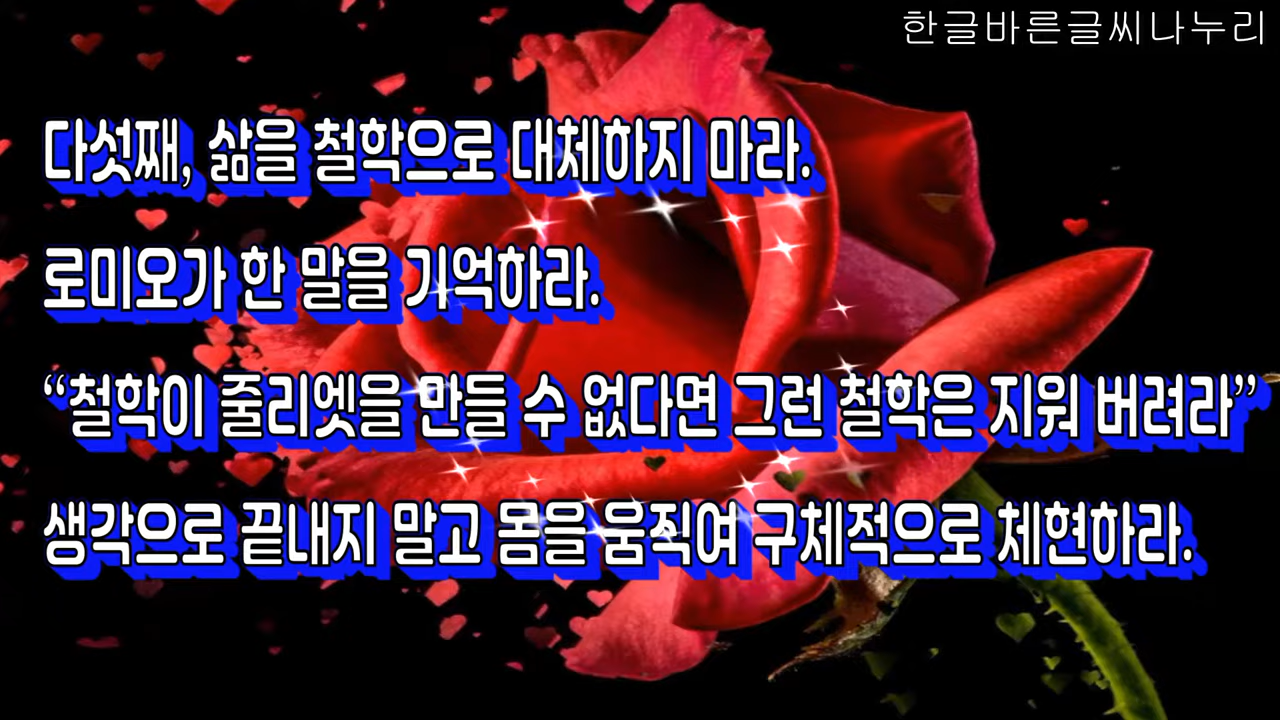 한글바른글씨나누리
다섯째, 삶을 철학으로 대체하지 마라.
로미오가 한 말을 기억하라.
“철학이 줄리엣을 만들 수 없다면 그런 철학은 지워 버려라”
생각으로 끝내지 말고 몸을 움직여 구체적으로 체현하라.